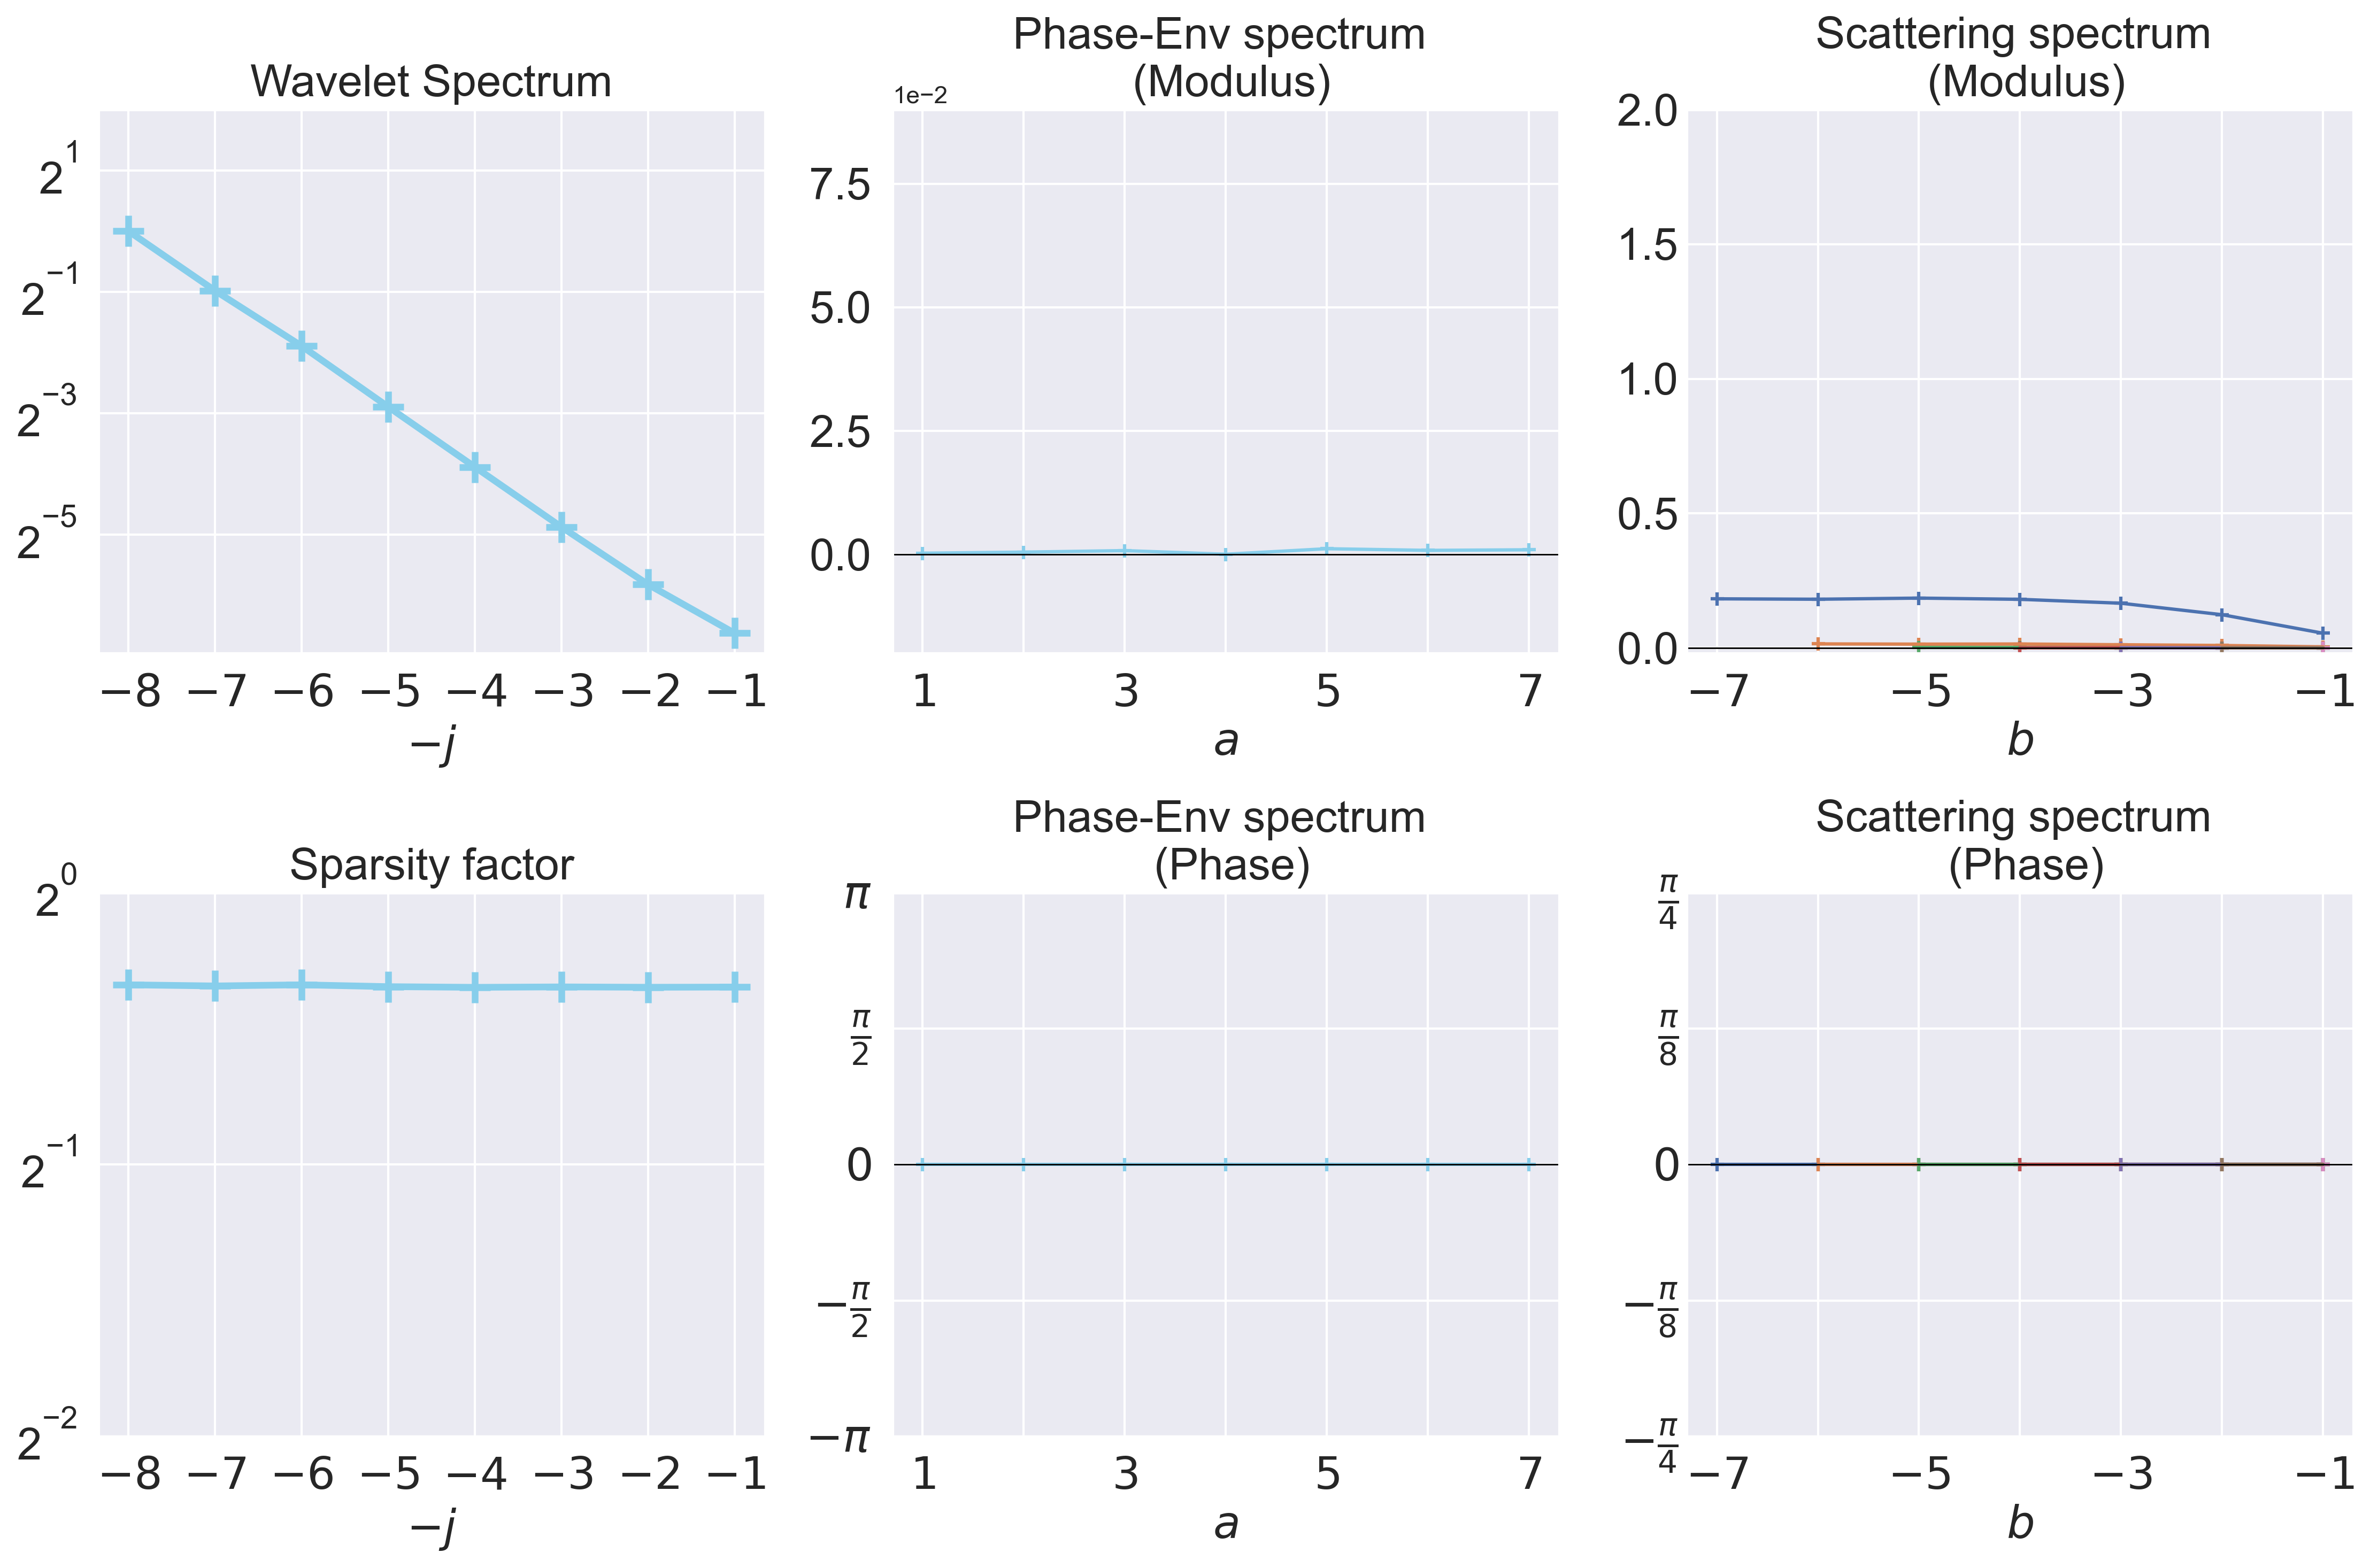 Wavelet Spectrum
2^1
2^−1
2^−3
2^−5
−8 −7 −6 −5 −4 −3 −2 −1
−j
Phase-Env spectrum
(Modulus)
1e−2
7.5
5.0
2.5
0.0
1 3 5 7
a
Scattering spectrum
(Modulus)
2.0
1.5
1.0
0.5
0.0
−7 −5 −3 −1
b
Sparsity factor
2^0
2^−1
2^−2
−8 −7 −6 −5 −4 −3 −2 −1
−j
Phase-Env spectrum
(Phase)
π
π/2
0
−π/2
−π
1 3 5 7
a
Scattering spectrum
(Phase)
π/4
π/8
0
−π/8
−π/4
−7 −5 −3 −1
b